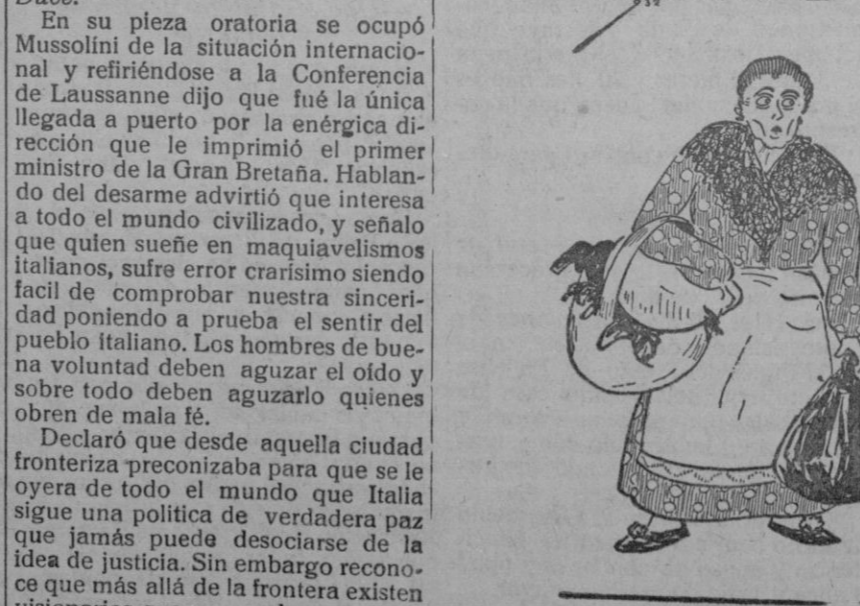 Duce.
En su pieza oratoria se ocupó
Mussolini de la situación internacio-
nal y refiriéndose a la Conferencia
de Laussanne dijo que fué la única
llegada a puerto por la enérgica di-
rección que le imprimió el primer
ministro de la Gran Bretaña. Hablan-
do del desarme advirtió que interesa
a todo el mundo civilizado, y señalo
que quien sueñe en maquiavelismos
italianos, sufre error crarísimo siendo
facil de comprobar nuestra sinceri-
dad poniendo a prueba el sentir del
pueblo italiano. Los hombres de bue-
na voluntad deben aguzar el oído y
sobre todo deben aguzarlo quienes
obren de mala fé.
Declaró que desde aquella ciudad
fronteriza preconizaba para que se le
oyera de todo el mundo que Italia
sigue una politica de verdadera paz
que jamás puede desociarse de la
idea de justicia. Sin embargo recono-
ce que más allá de la frontera existen